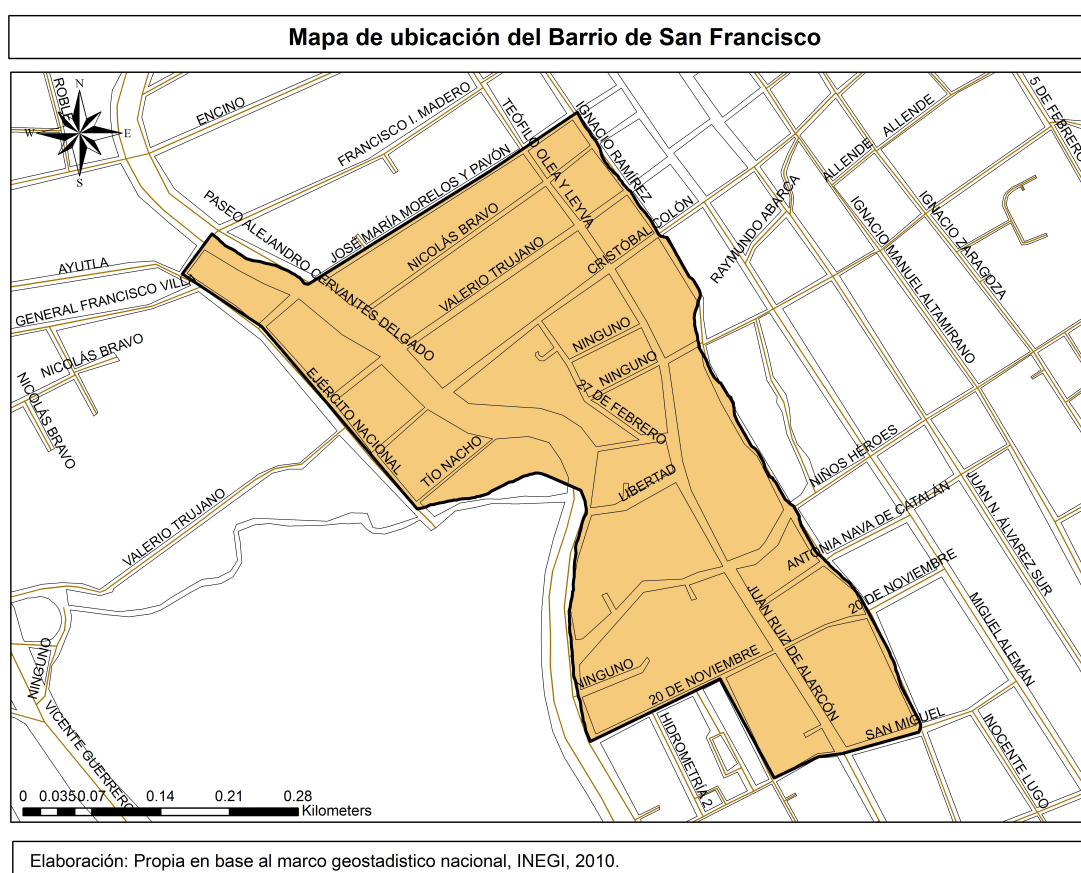 Mapa de ubicación del Barrio de San Francisco
ROBLE
N
W
E
S
ENCINO
FRANCISCO I. MADERO
TEÓFILO OLEA Y LEYVA
IGNACIO RAMÍREZ
ALLENDE
ALLENDE
5 DE FEBRERO
JOSÉ MARÍA MORELOS Y PAVÓN
PASEO ALEJANDRO CERVANTES DELGADO
NICOLÁS BRAVO
VALERIO TRUJANO
CRISTÓBAL COLÓN
RAYMUNDO ABARCA
IGNACIO MANUEL ALTAMIRANO
IGNACIO ZARAGOZA
AYUTLA
GENERAL FRANCISCO VILLA
NICOLÁS BRAVO
NICOLÁS BRAVO
NINGUNO
NINGUNO
27 DE FEBRERO
EJÉRCITO NACIONAL
TÍO NACHO
LIBERTAD
NIÑOS HÉROES
VALERIO TRUJANO
ANTONIA NAVA DE CATALÁN
JUAN N. ÁLVAREZ SUR
20 DE NOVIEMBRE
MIGUEL ALEMÁN
JUAN RUIZ DE ALARCÓN
NINGUNO
NINGUNO
20 DE NOVIEMBRE
VICENTE GUERRERO
HIDROMETRÍA 2
SAN MIGUEL
INOCENTE LUGO
0 0.035 0.07 0.14 0.21 0.28
Kilometers
Elaboración: Propia en base al marco geostadistico nacional, INEGI, 2010.